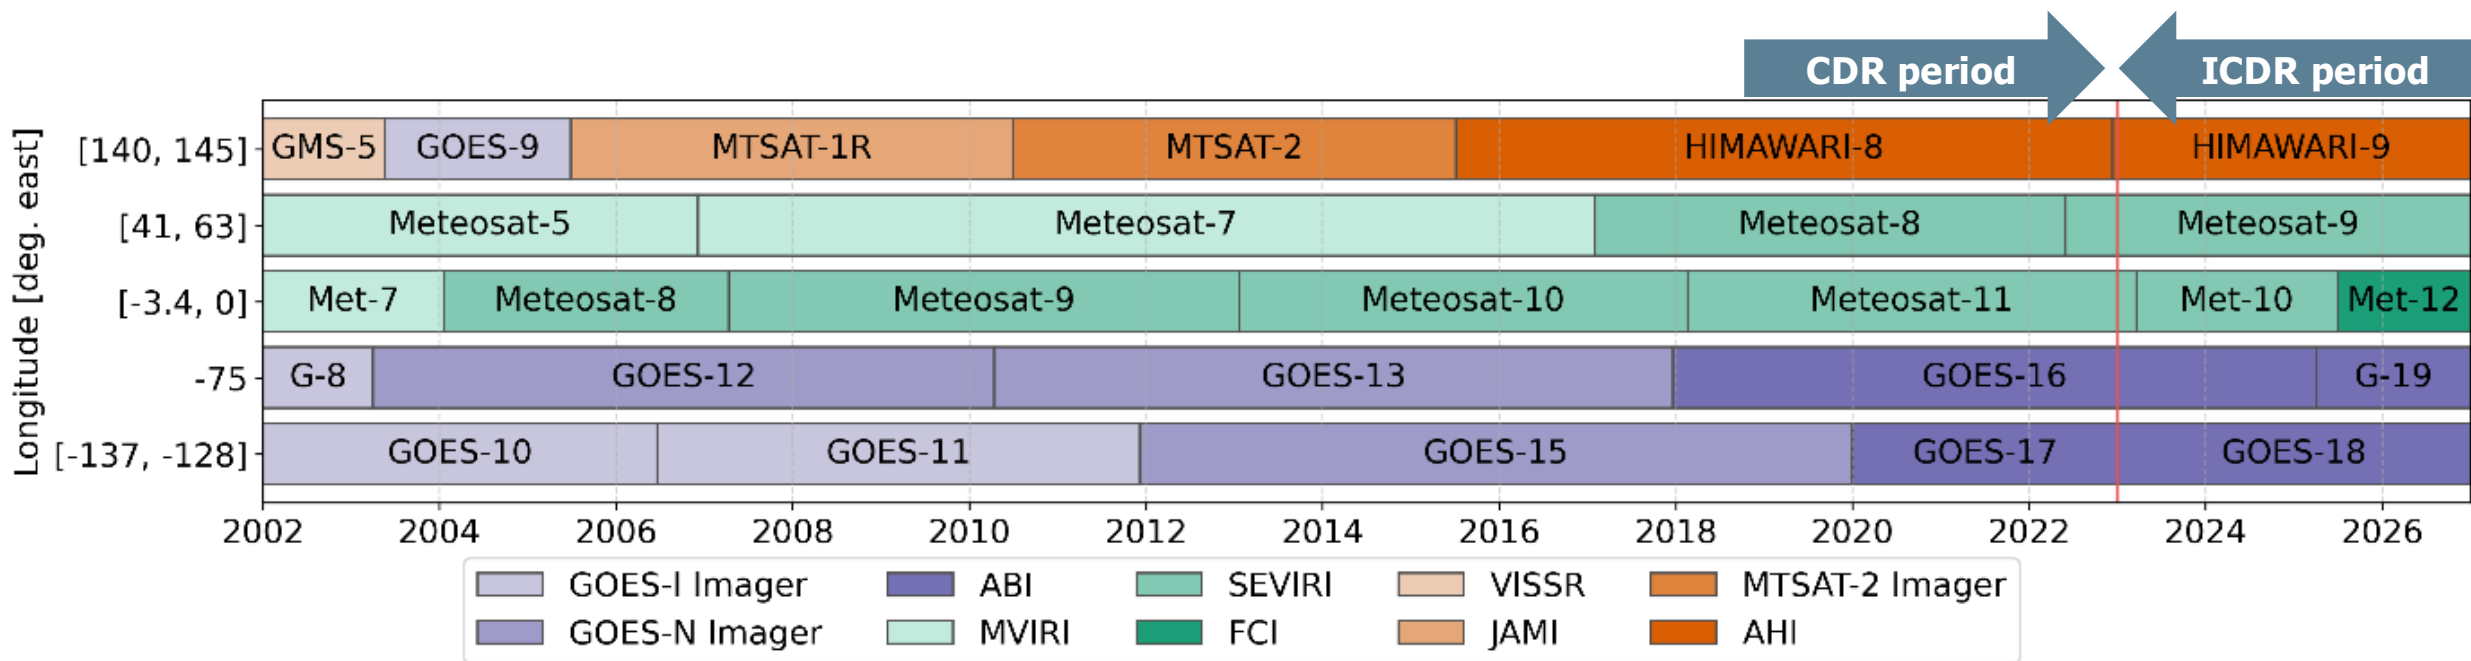 CDR period
ICDR period
Longitude [deg. east]
[140, 145]
GMS-5
GOES-9
MTSAT-1R
MTSAT-2
HIMAWARI-8
HIMAWARI-9
[41, 63]
Meteosat-5
Meteosat-7
Meteosat-8
Meteosat-9
[-3.4, 0]
Met-7
Meteosat-8
Meteosat-9
Meteosat-10
Meteosat-11
Met-10
Met-12
-75
G-8
GOES-12
GOES-13
GOES-16
G-19
[-137, -128]
GOES-10
GOES-11
GOES-15
GOES-17
GOES-18
2002 2004 2006 2008 2010 2012 2014 2016 2018 2020 2022 2024 2026
GOES-I Imager
ABI
SEVIRI
VISSR
MTSAT-2 Imager
GOES-N Imager
MVIRI
FCI
JAMI
AHI